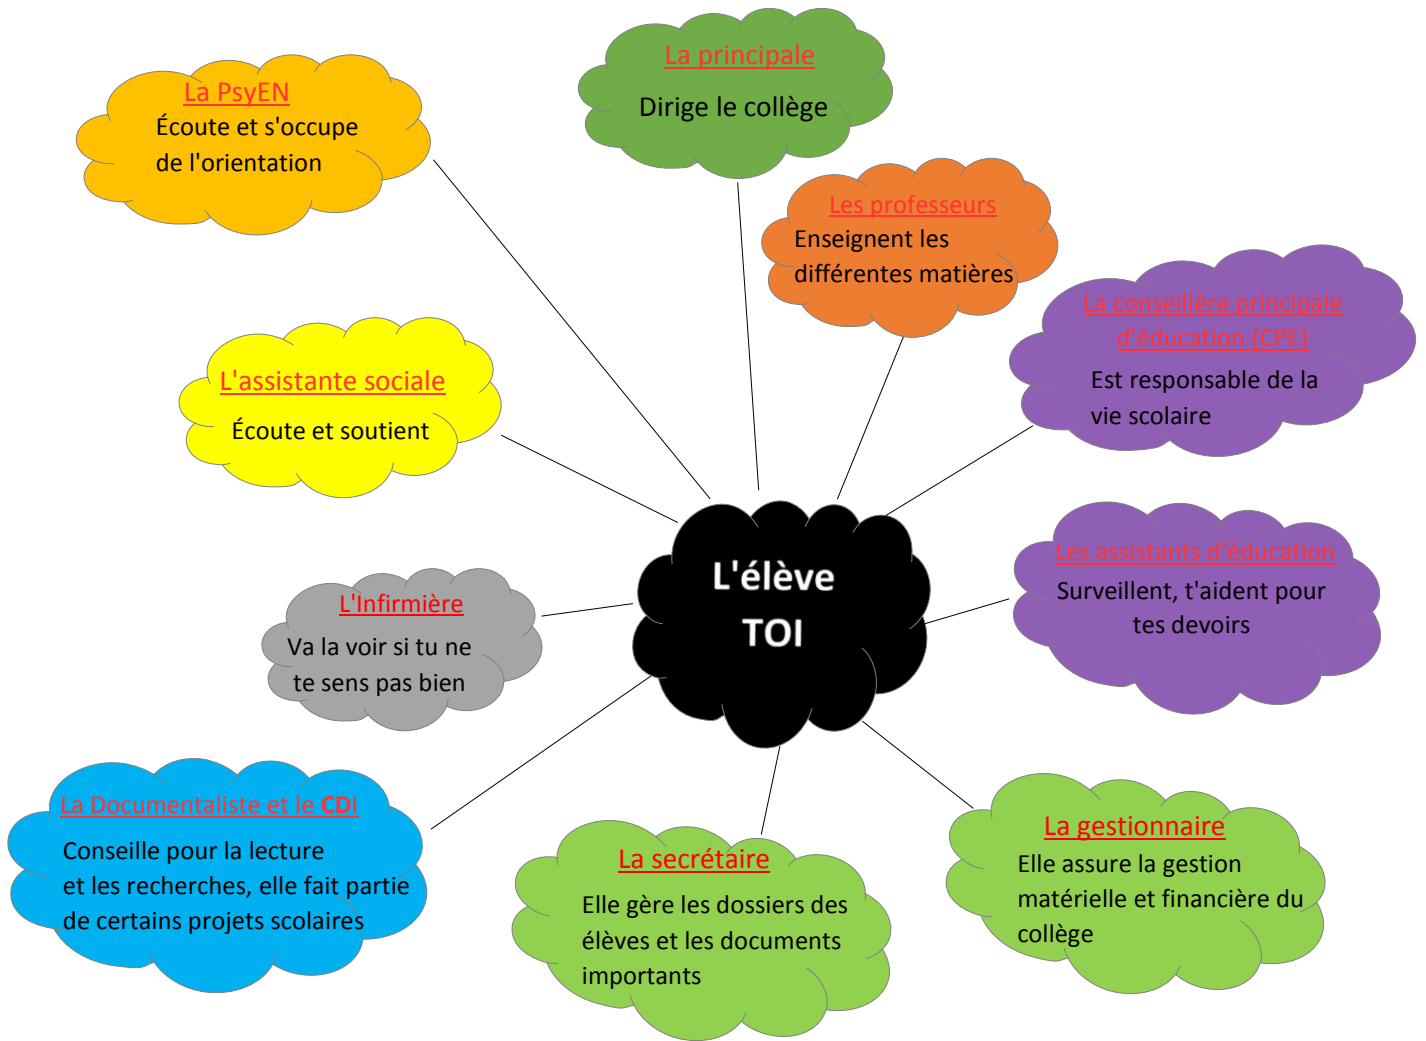 La principale
Dirige le collège
La PsyEN
Écoute et s'occupe
de l'orientation
Les professeurs
Enseignent les
différentes matières
La conseillère principale
d'éducation (CPE)
Est responsable de la
vie scolaire
L'assistante sociale
Écoute et soutient
L'élève
TOI
Les assistants d'éducation
Surveillent, t'aident pour
tes devoirs
L'Infirmière
Va la voir si tu ne
te sens pas bien
La Documentaliste et le CDI
Conseille pour la lecture
et les recherches, elle fait partie
de certains projets scolaires
La secrétaire
Elle gère les dossiers des
élèves et les documents
importants
La gestionnaire
Elle assure la gestion
matérielle et financière du
collège